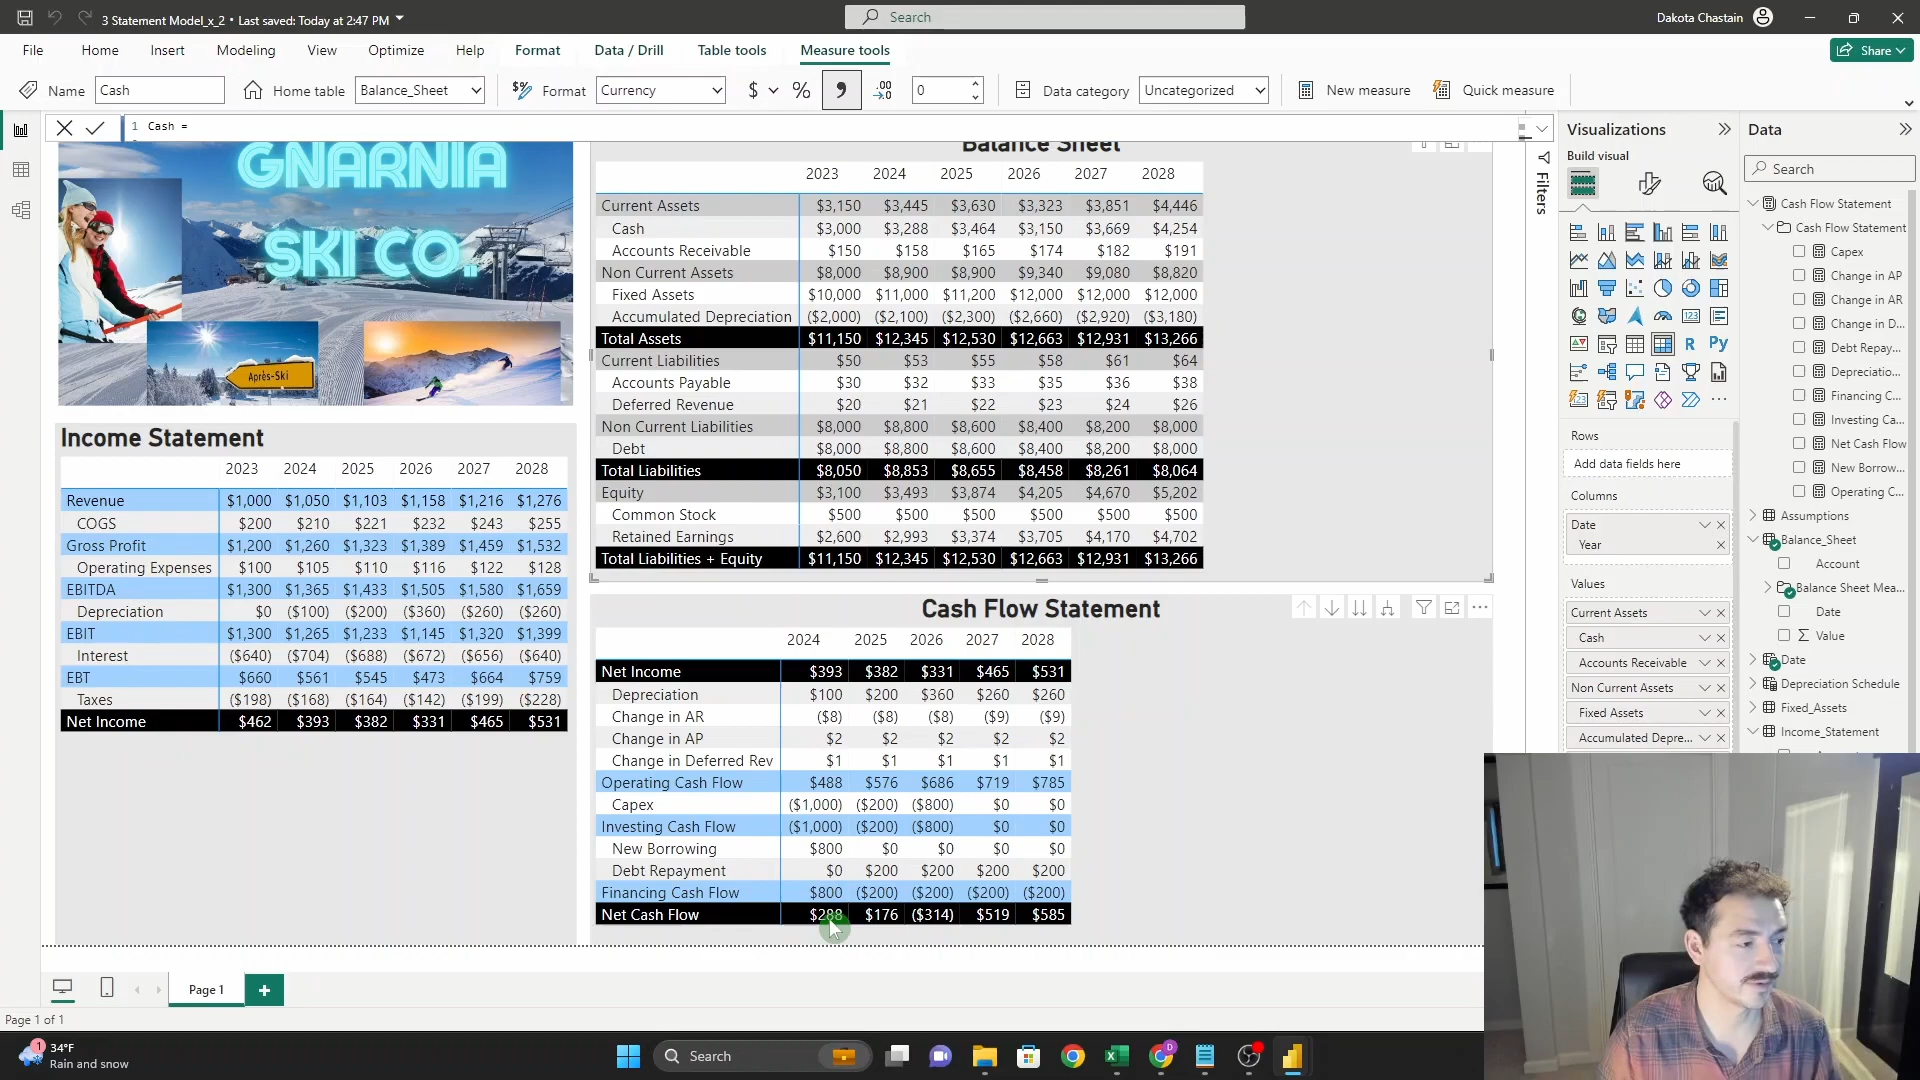 3 Statement Model_x_2 • Last saved: Today at 2:47 PM
Search
Dakota Chastain
File Home Insert Modeling View Optimize Help Format Data / Drill Table tools Measure tools
Share
Name Cash Home table Balance_Sheet Format Currency $ % 0 Data category Uncategorized New measure Quick measure
1 Cash =
GNARNIA
SKI CO.
Après-Ski
Income Statement
2023 2024 2025 2026 2027 2028
Revenue $1,000 $1,050 $1,103 $1,158 $1,216 $1,276
COGS $200 $210 $221 $232 $243 $255
Gross Profit $1,200 $1,260 $1,323 $1,389 $1,459 $1,532
Operating Expenses $100 $105 $110 $116 $122 $128
EBITDA $1,300 $1,365 $1,433 $1,505 $1,580 $1,659
Depreciation $0 ($100) ($200) ($360) ($260) ($260)
EBIT $1,300 $1,265 $1,233 $1,145 $1,320 $1,399
Interest ($640) ($704) ($688) ($672) ($656) ($640)
EBT $660 $561 $545 $473 $664 $759
Taxes ($198) ($168) ($164) ($142) ($199) ($228)
Net Income $462 $393 $382 $331 $465 $531
Balance Sheet
2023 2024 2025 2026 2027 2028
Current Assets $3,150 $3,445 $3,630 $3,323 $3,851 $4,446
Cash $3,000 $3,288 $3,464 $3,150 $3,669 $4,254
Accounts Receivable $150 $158 $165 $174 $182 $191
Non Current Assets $8,000 $8,900 $8,900 $9,340 $9,080 $8,820
Fixed Assets $10,000 $11,000 $11,200 $12,000 $12,000 $12,000
Accumulated Depreciation ($2,000) ($2,100) ($2,300) ($2,660) ($2,920) ($3,180)
Total Assets $11,150 $12,345 $12,530 $12,663 $12,931 $13,266
Current Liabilities $50 $53 $55 $58 $61 $64
Accounts Payable $30 $32 $33 $35 $36 $38
Deferred Revenue $20 $21 $22 $23 $24 $26
Non Current Liabilities $8,000 $8,800 $8,600 $8,400 $8,200 $8,000
Debt $8,000 $8,800 $8,600 $8,400 $8,200 $8,000
Total Liabilities $8,050 $8,853 $8,655 $8,458 $8,261 $8,064
Equity $3,100 $3,493 $3,874 $4,205 $4,670 $5,202
Common Stock $500 $500 $500 $500 $500 $500
Retained Earnings $2,600 $2,993 $3,374 $3,705 $4,170 $4,702
Total Liabilities + Equity $11,150 $12,345 $12,530 $12,663 $12,931 $13,266
Cash Flow Statement
2024 2025 2026 2027 2028
Net Income $393 $382 $331 $465 $531
Depreciation $100 $200 $360 $260 $260
Change in AR ($8) ($8) ($8) ($9) ($9)
Change in AP $2 $2 $2 $2 $2
Change in Deferred Rev $1 $1 $1 $1 $1
Operating Cash Flow $488 $576 $686 $719 $785
Capex ($1,000) ($200) ($800) $0 $0
Investing Cash Flow ($1,000) ($200) ($800) $0 $0
New Borrowing $800 $0 $0 $0 $0
Debt Repayment $0 $200 $200 $200 $200
Financing Cash Flow $800 ($200) ($200) ($200) ($200)
Net Cash Flow $288 $176 ($314) $519 $585
Filters
Visualizations
Build visual
R Py
Rows
Add data fields here
Columns
Date
Year
Values
Current Assets
Cash
Accounts Receivable
Non Current Assets
Fixed Assets
Accumulated Depre...
Data
Search
Cash Flow Statement
Cash Flow Statement
Capex
Change in AP
Change in AR
Change in D...
Debt Repay...
Depreciatio...
Financing C...
Investing Ca...
Net Cash Flow
New Borrow...
Operating C...
Assumptions
Balance_Sheet
Account
Balance Sheet Mea...
Date
Value
Date
Depreciation Schedule
Fixed_Assets
Income_Statement
Page 1
Page 1 of 1
1
34°F
Rain and snow
Search
D